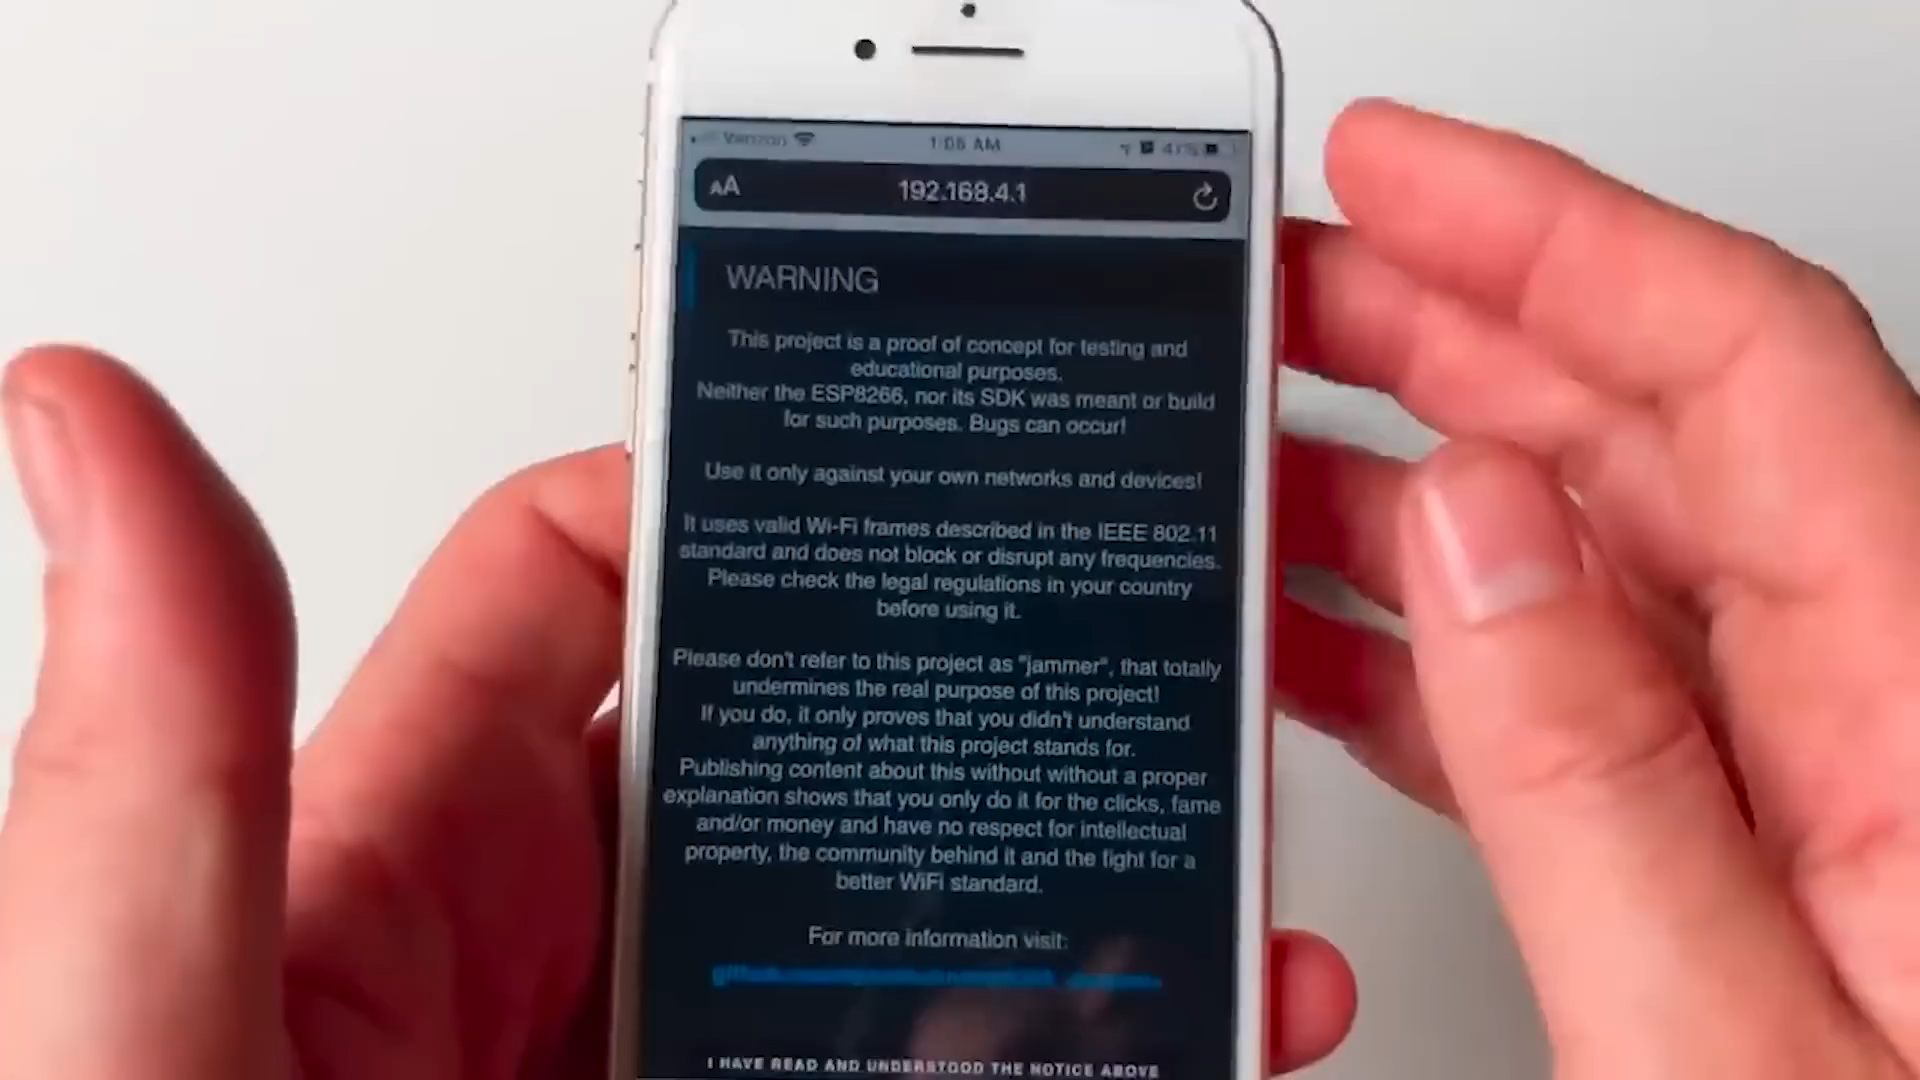 Verizon 1:05 AM 41%
AA 192.168.4.1
WARNING
This project is a proof of concept for testing and
educational purposes.
Neither the ESP8266, nor its SDK was meant or build
for such purposes. Bugs can occur!
Use it only against your own networks and devices!
It uses valid Wi-Fi frames described in the IEEE 802.11
standard and does not block or disrupt any frequencies.
Please check the legal regulations in your country
before using it.
Please don't refer to this project as "jammer", that totally
undermines the real purpose of this project!
If you do, it only proves that you didn't understand
anything of what this project stands for.
Publishing content about this without without a proper
explanation shows that you only do it for the clicks, fame
and/or money and have no respect for intellectual
property, the community behind it and the fight for a
better WiFi standard.
For more information visit:
I HAVE READ AND UNDERSTOOD THE NOTICE ABOVE